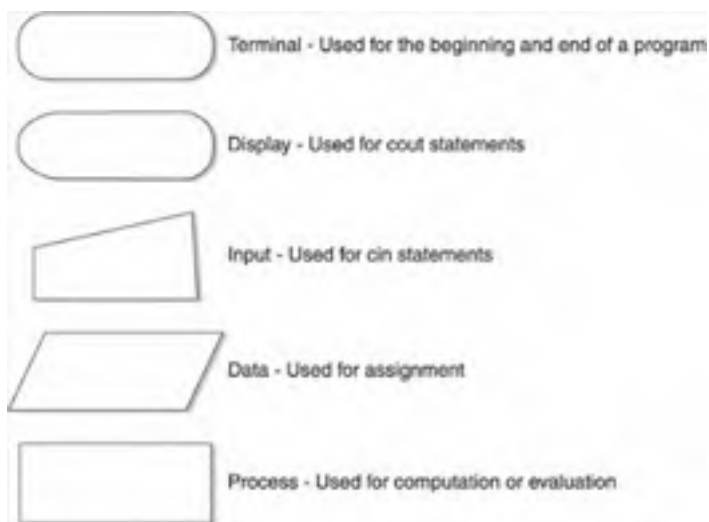 Terminal - Used for the beginning and end of a program
Display - Used for cout statements
Input - Used for cin statements
Data - Used for assignment
Process - Used for computation or evaluation